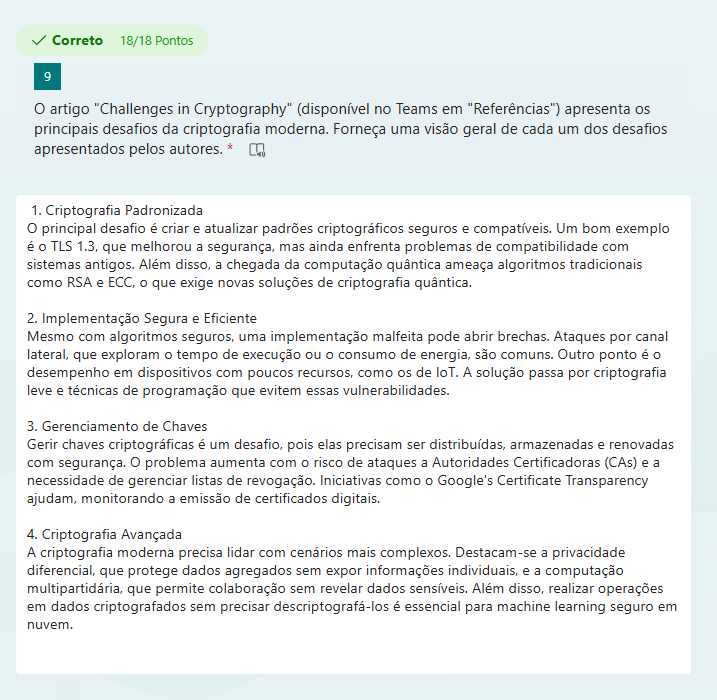 Correto 18/18 Pontos
9
O artigo "Challenges in Cryptography" (disponível no Teams em "Referências") apresenta os
principais desafios da criptografia moderna. Forneça uma visão geral de cada um dos desafios
apresentados pelos autores. *
1. Criptografia Padronizada
O principal desafio é criar e atualizar padrões criptográficos seguros e compatíveis. Um bom exemplo
é o TLS 1.3, que melhorou a segurança, mas ainda enfrenta problemas de compatibilidade com
sistemas antigos. Além disso, a chegada da computação quântica ameaça algoritmos tradicionais
como RSA e ECC, o que exige novas soluções de criptografia quântica.
2. Implementação Segura e Eficiente
Mesmo com algoritmos seguros, uma implementação malfeita pode abrir brechas. Ataques por canal
lateral, que exploram o tempo de execução ou o consumo de energia, são comuns. Outro ponto é o
desempenho em dispositivos com poucos recursos, como os de IoT. A solução passa por criptografia
leve e técnicas de programação que evitem essas vulnerabilidades.
3. Gerenciamento de Chaves
Gerir chaves criptográficas é um desafio, pois elas precisam ser distribuídas, armazenadas e renovadas
com segurança. O problema aumenta com o risco de ataques a Autoridades Certificadoras (CAs) e a
necessidade de gerenciar listas de revogação. Iniciativas como o Google's Certificate Transparency
ajudam, monitorando a emissão de certificados digitais.
4. Criptografia Avançada
A criptografia moderna precisa lidar com cenários mais complexos. Destacam-se a privacidade
diferencial, que protege dados agregados sem expor informações individuais, e a computação
multipartidária, que permite colaboração sem revelar dados sensíveis. Além disso, realizar operações
em dados criptografados sem precisar descriptografá-los é essencial para machine learning seguro em
nuvem.